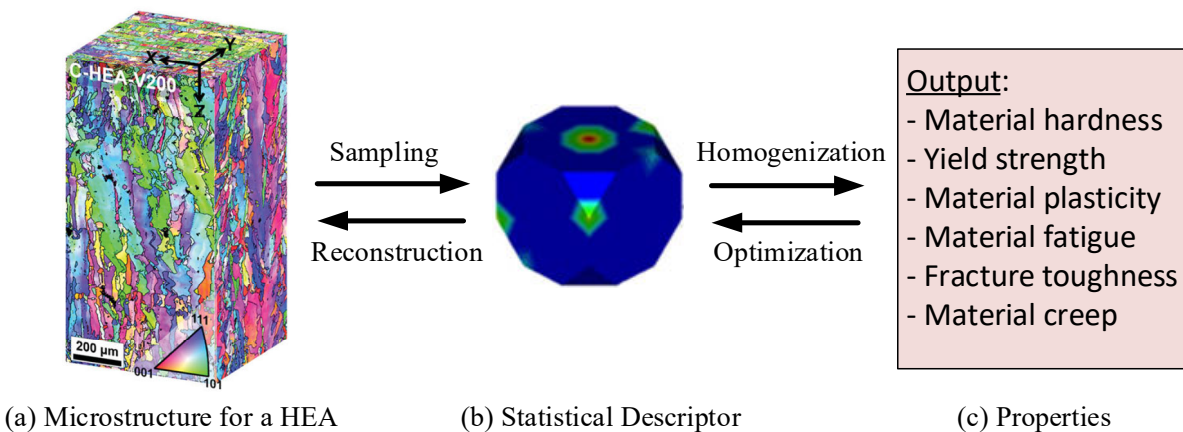 C-HEA-V200
X
Y
Z
200 µm
111
001
101
Sampling
Reconstruction
Homogenization
Optimization
Output:
- Material hardness
- Yield strength
- Material plasticity
- Material fatigue
- Fracture toughness
- Material creep
(a) Microstructure for a HEA
(b) Statistical Descriptor
(c) Properties